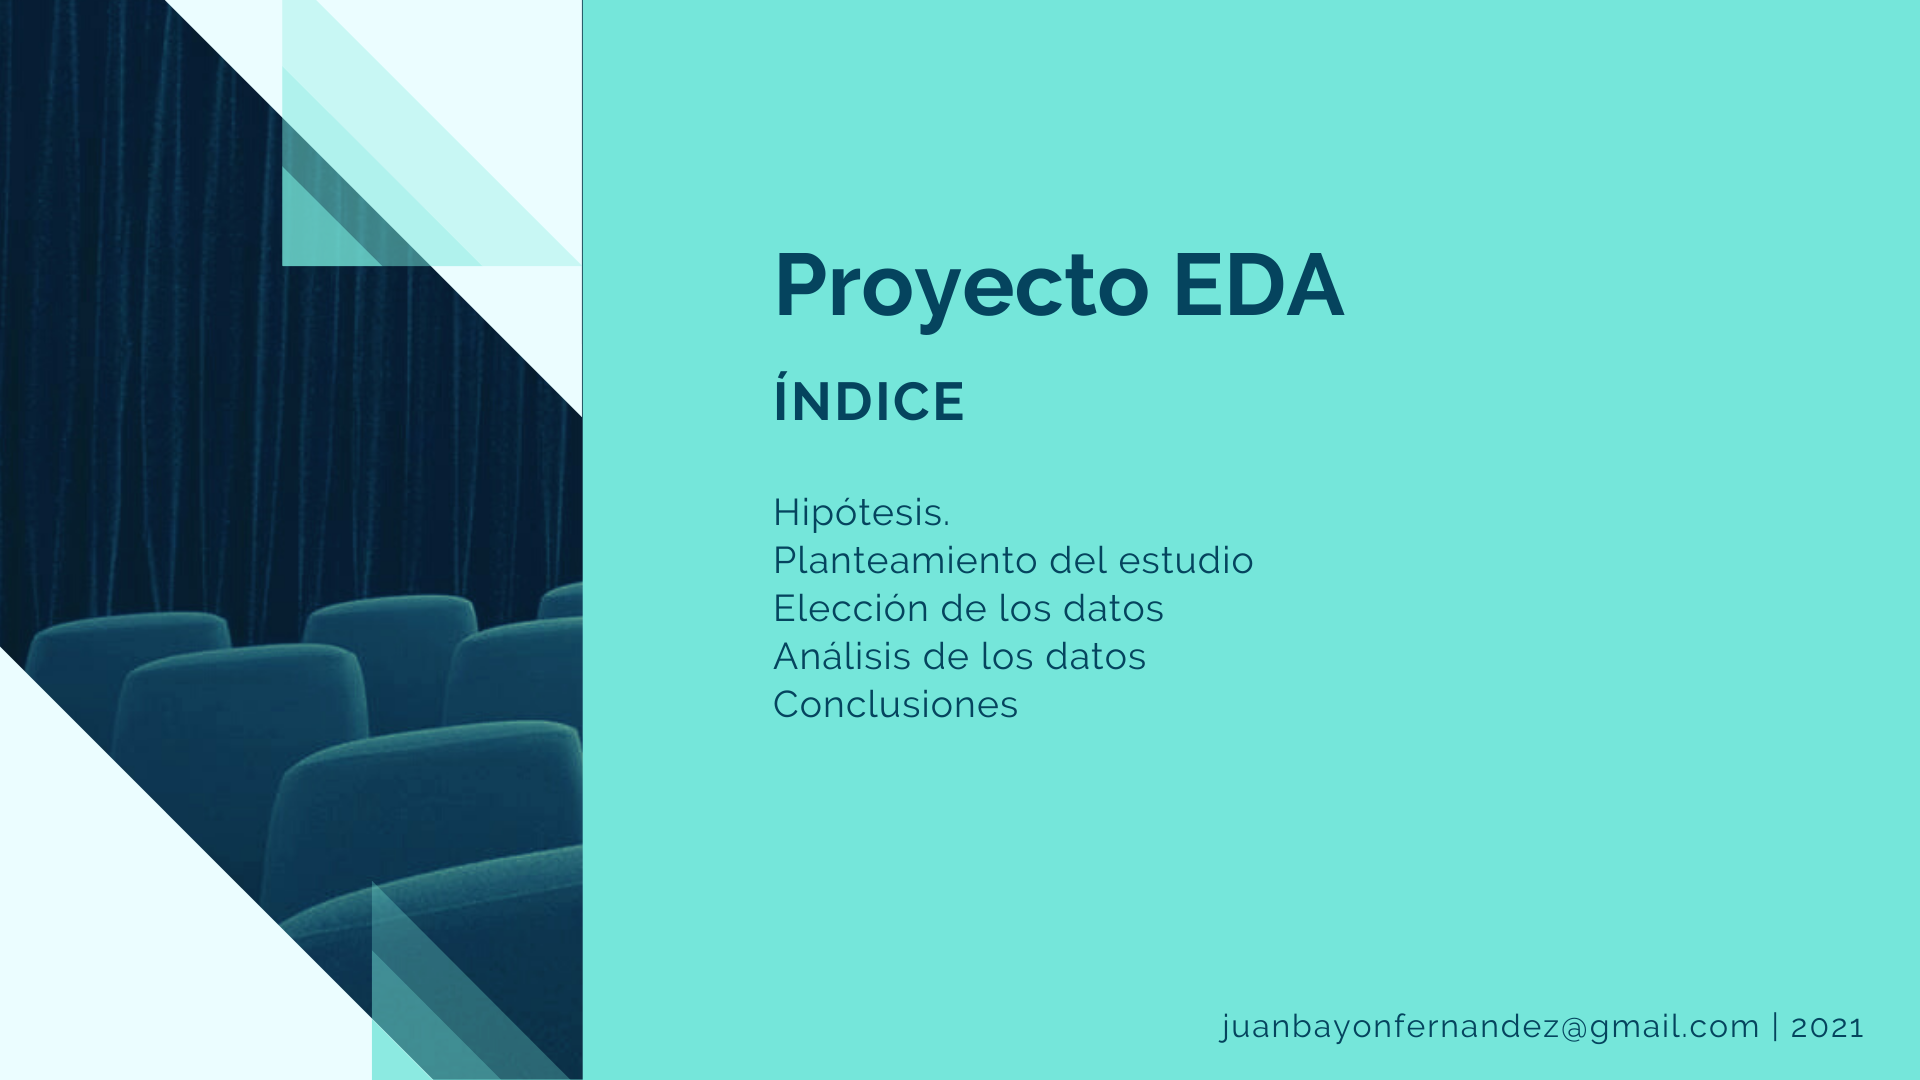 Proyecto EDA
ÍNDICE
Hipótesis.
Planteamiento del estudio
Elección de los datos
Análisis de los datos
Conclusiones
juanbayonfernandez@gmail.com | 2021